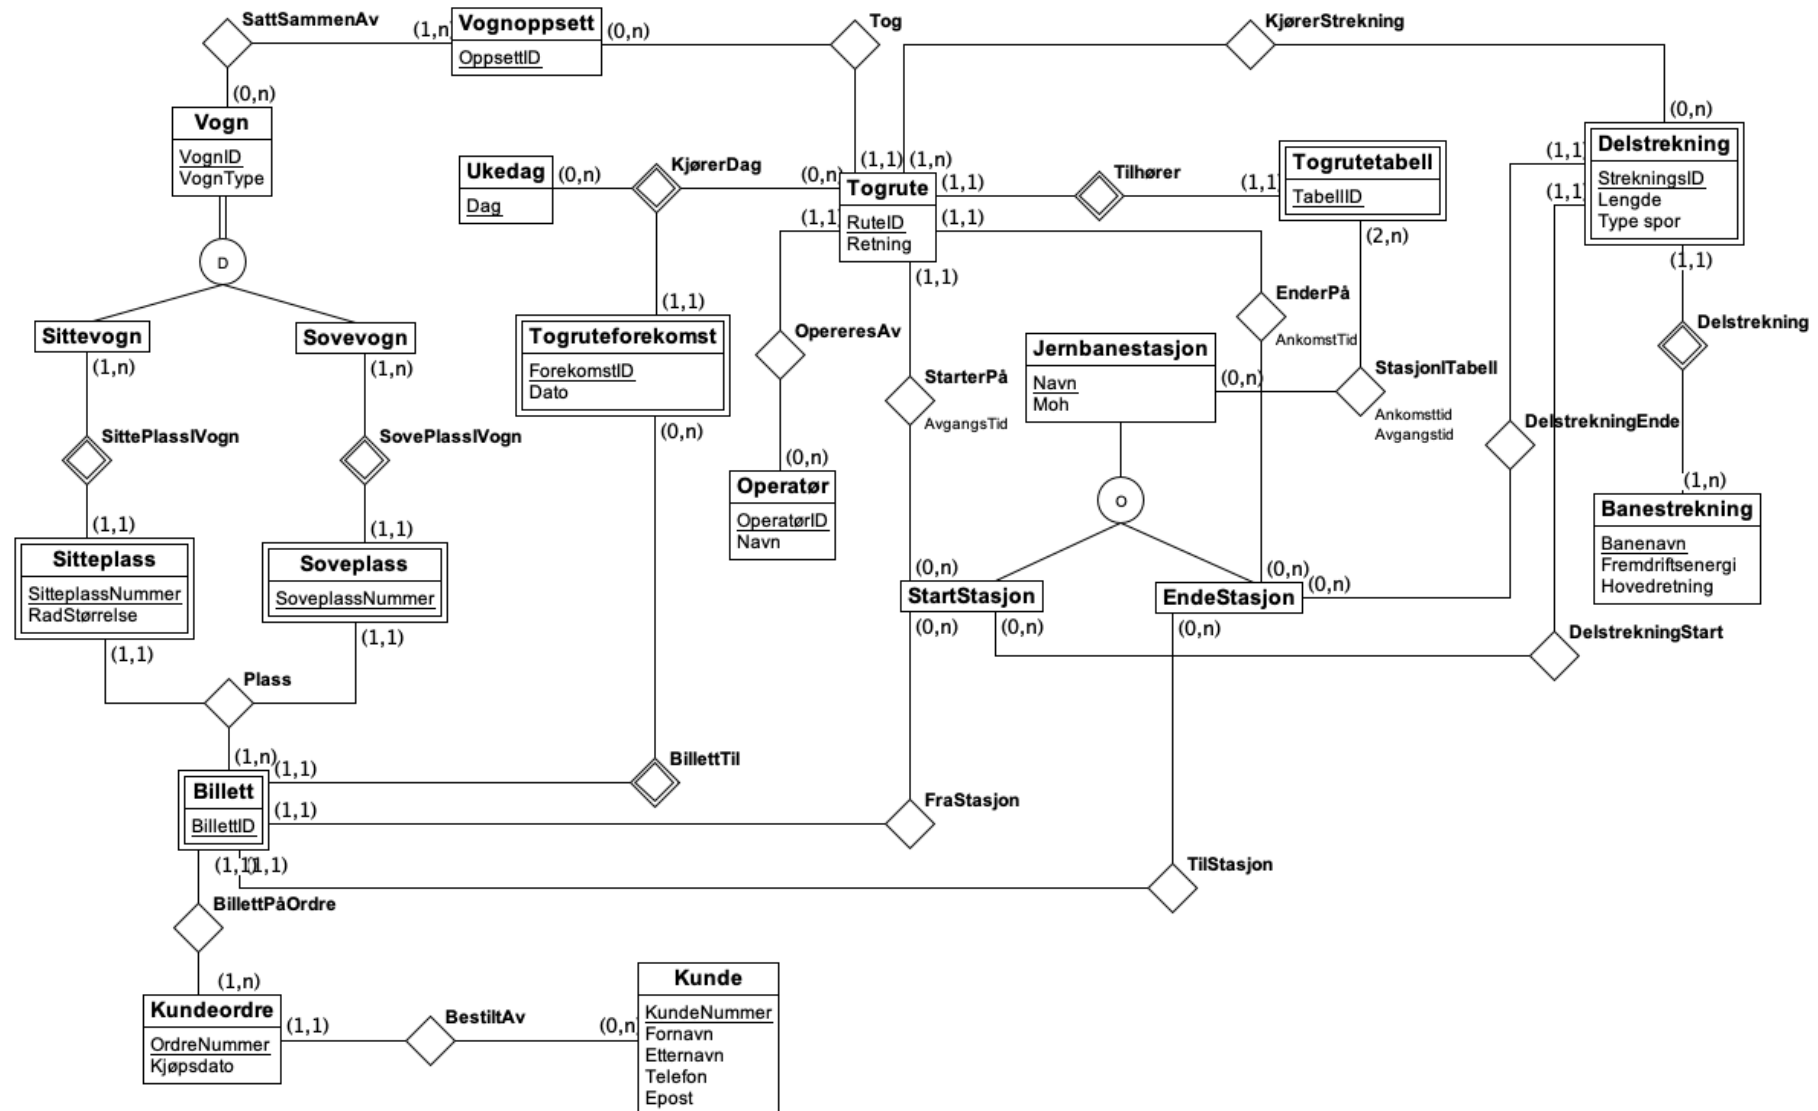 SattSammenAv
(1,n)
Vognoppsett
OppsettID
(0,n)
Tog
KjørerStrekning
(0,n)
Vogn
VognID
VognType
D
Sittevogn
(1,n)
Sovevogn
(1,n)
SittePlassIVogn
SovePlassIVogn
(1,1)
Sitteplass
SitteplassNummer
RadStørrelse
(1,1)
(1,1)
Soveplass
SoveplassNummer
(1,1)
Plass
Ukedag
Dag
(0,n)
KjørerDag
(0,n)
(1,1)
(1,n)
Togrute
RuteID
Retning
(1,1)
(1,1)
(1,1)
(1,1)
Tilhører
(1,1)
Togrutetabell
TabellID
(2,n)
(0,n)
Delstrekning
StrekningsID
Lengde
Type spor
(1,1)
(1,1)
(1,1)
Delstrekning
(1,n)
Banestrekning
Banenavn
Fremdriftsenergi
Hovedretning
(1,1)
Togruteforekomst
ForekomstID
Dato
(0,n)
OpereresAv
(0,n)
Operatør
OperatørID
Navn
StarterPå
AvgangsTid
EnderPå
AnkomstTid
Jernbanestasjon
Navn
Moh
(0,n)
StasjonITabell
Ankomsttid
Avgangstid
DelstrekningEnde
O
(0,n)
StartStasjon
(0,n)
(0,n)
(0,n)
EndeStasjon
(0,n)
(0,n)
DelstrekningStart
(1,n)
Billett
BillettID
(1,1)
(1,1)
(1,1)
(1,1)
BillettTil
FraStasjon
TilStasjon
BillettPåOrdre
(1,n)
Kundeordre
OrdreNummer
Kjøpsdato
(1,1)
BestiltAv
(0,n)
Kunde
KundeNummer
Fornavn
Etternavn
Telefon
Epost